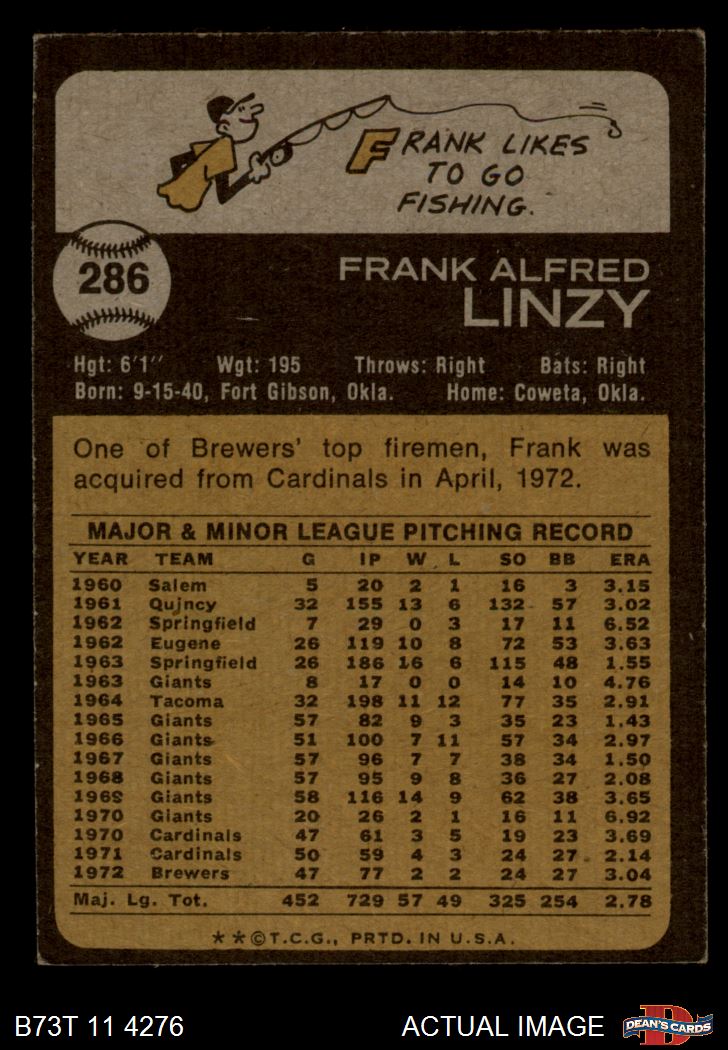 FRANK LIKES
TO GO
FISHING.
286
FRANK ALFRED
LINZY
Hgt: 6'1" Wgt: 195 Throws: Right Bats: Right
Born: 9-15-40, Fort Gibson, Okla. Home: Coweta, Okla.
One of Brewers' top firemen, Frank was
acquired from Cardinals in April, 1972.
MAJOR & MINOR LEAGUE PITCHING RECORD
YEAR TEAM G IP W L SO BB ERA
1960 Salem 5 20 2 1 16 3 3.15
1961 Quincy 32 155 13 6 132 57 3.02
1962 Springfield 7 29 0 3 17 11 6.52
1962 Eugene 26 119 10 8 72 53 3.63
1963 Springfield 26 186 16 6 115 48 1.55
1963 Giants 8 17 0 0 14 10 4.76
1964 Tacoma 32 198 11 12 77 35 2.91
1965 Giants 57 82 9 3 35 23 1.43
1966 Giants 51 100 7 11 57 34 2.97
1967 Giants 57 96 7 7 38 34 1.50
1968 Giants 57 95 9 8 36 27 2.08
1969 Giants 58 116 14 9 62 38 3.65
1970 Giants 20 26 2 1 16 11 6.92
1970 Cardinals 47 61 3 5 19 23 3.69
1971 Cardinals 50 59 4 3 24 27 2.14
1972 Brewers 47 77 2 2 24 27 3.04
Maj. Lg. Tot. 452 729 57 49 325 254 2.78
**©T.C.G., PRTD. IN U.S.A.
B73T 11 4276 ACTUAL IMAGE D DEAN'S CARDS